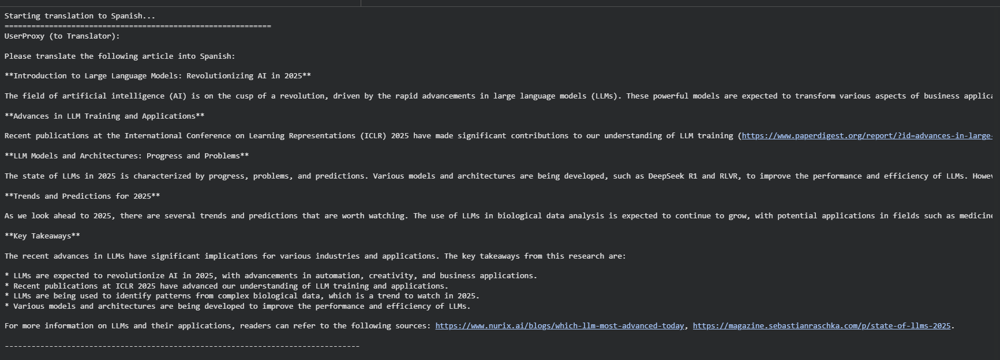 Starting translation to Spanish...
============================================================
UserProxy (to Translator):
Please translate the following article into Spanish:
**Introduction to Large Language Models: Revolutionizing AI in 2025**
The field of artificial intelligence (AI) is on the cusp of a revolution, driven by the rapid advancements in large language models (LLMs). These powerful models are expected to transform various aspects of business applica
**Advances in LLM Training and Applications**
Recent publications at the International Conference on Learning Representations (ICLR) 2025 have made significant contributions to our understanding of LLM training (https://www.paperdigest.org/report/?id=advances-in-large-
**LLM Models and Architectures: Progress and Problems**
The state of LLMs in 2025 is characterized by progress, problems, and predictions. Various models and architectures are being developed, such as DeepSeek R1 and RLVR, to improve the performance and efficiency of LLMs. Howev
**Trends and Predictions for 2025**
As we look ahead to 2025, there are several trends and predictions that are worth watching. The use of LLMs in biological data analysis is expected to continue to grow, with potential applications in fields such as medicine
**Key Takeaways**
The recent advances in LLMs have significant implications for various industries and applications. The key takeaways from this research are:
* LLMs are expected to revolutionize AI in 2025, with advancements in automation, creativity, and business applications.
* Recent publications at ICLR 2025 have advanced our understanding of LLM training and applications.
* LLMs are being used to identify patterns from complex biological data, which is a trend to watch in 2025.
* Various models and architectures are being developed to improve the performance and efficiency of LLMs.
For more information on LLMs and their applications, readers can refer to the following sources: https://www.nurix.ai/blogs/which-llm-most-advanced-today, https://magazine.sebastianraschka.com/p/state-of-llms-2025.
--------------------------------------------------------------------------------